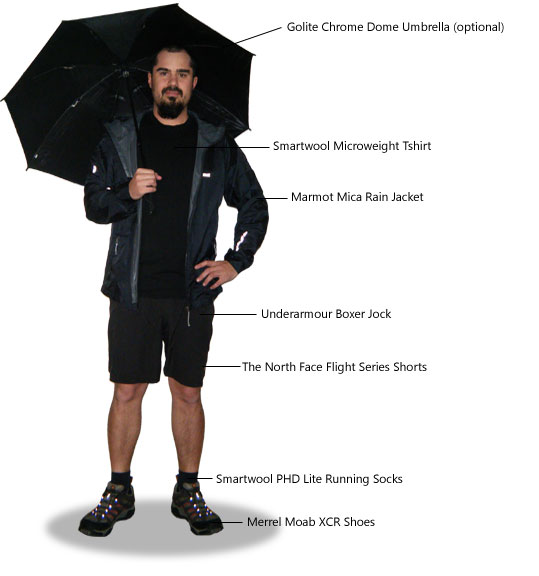 Golite Chrome Dome Umbrella (optional)
Smartwool Microweight Tshirt
Marmot Mica Rain Jacket
Underarmour Boxer Jock
The North Face Flight Series Shorts
Smartwool PHD Lite Running Socks
Merrel Moab XCR Shoes